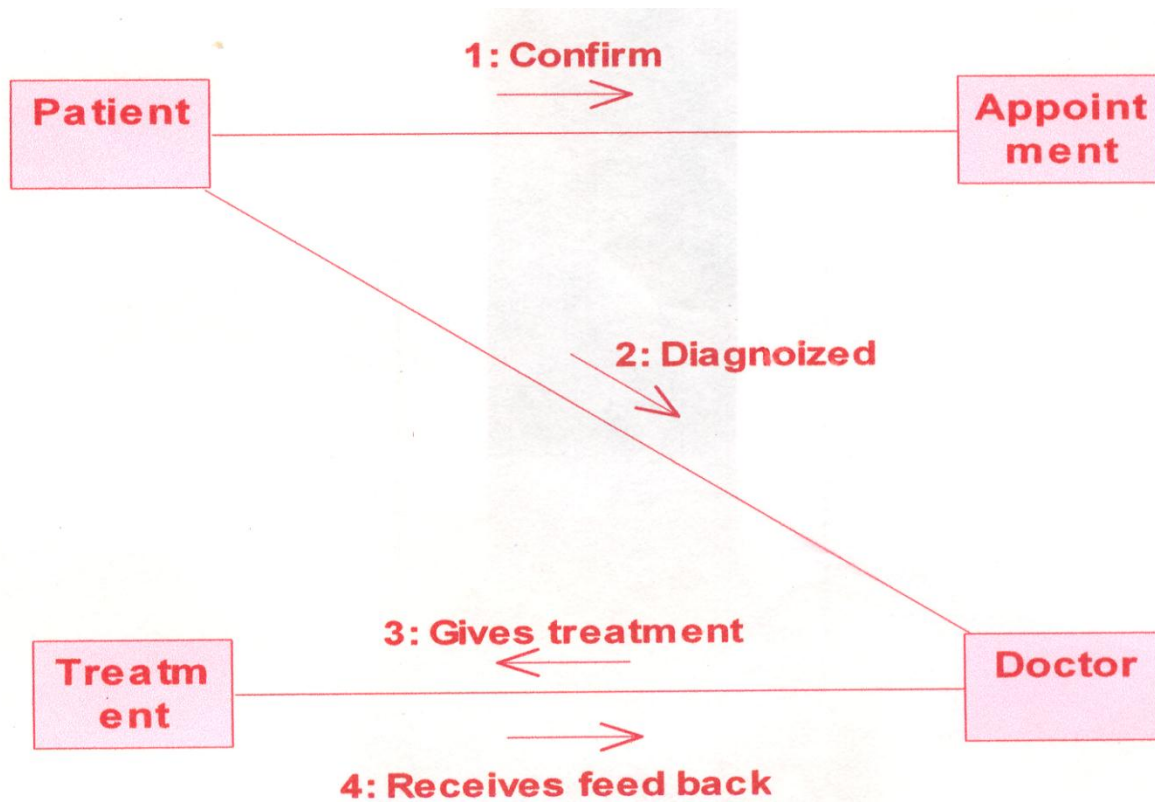 1: Confirm
Patient
Appoint
ment
2: Diagnoized
3: Gives treatment
Treatm
ent
Doctor
4: Receives feed back